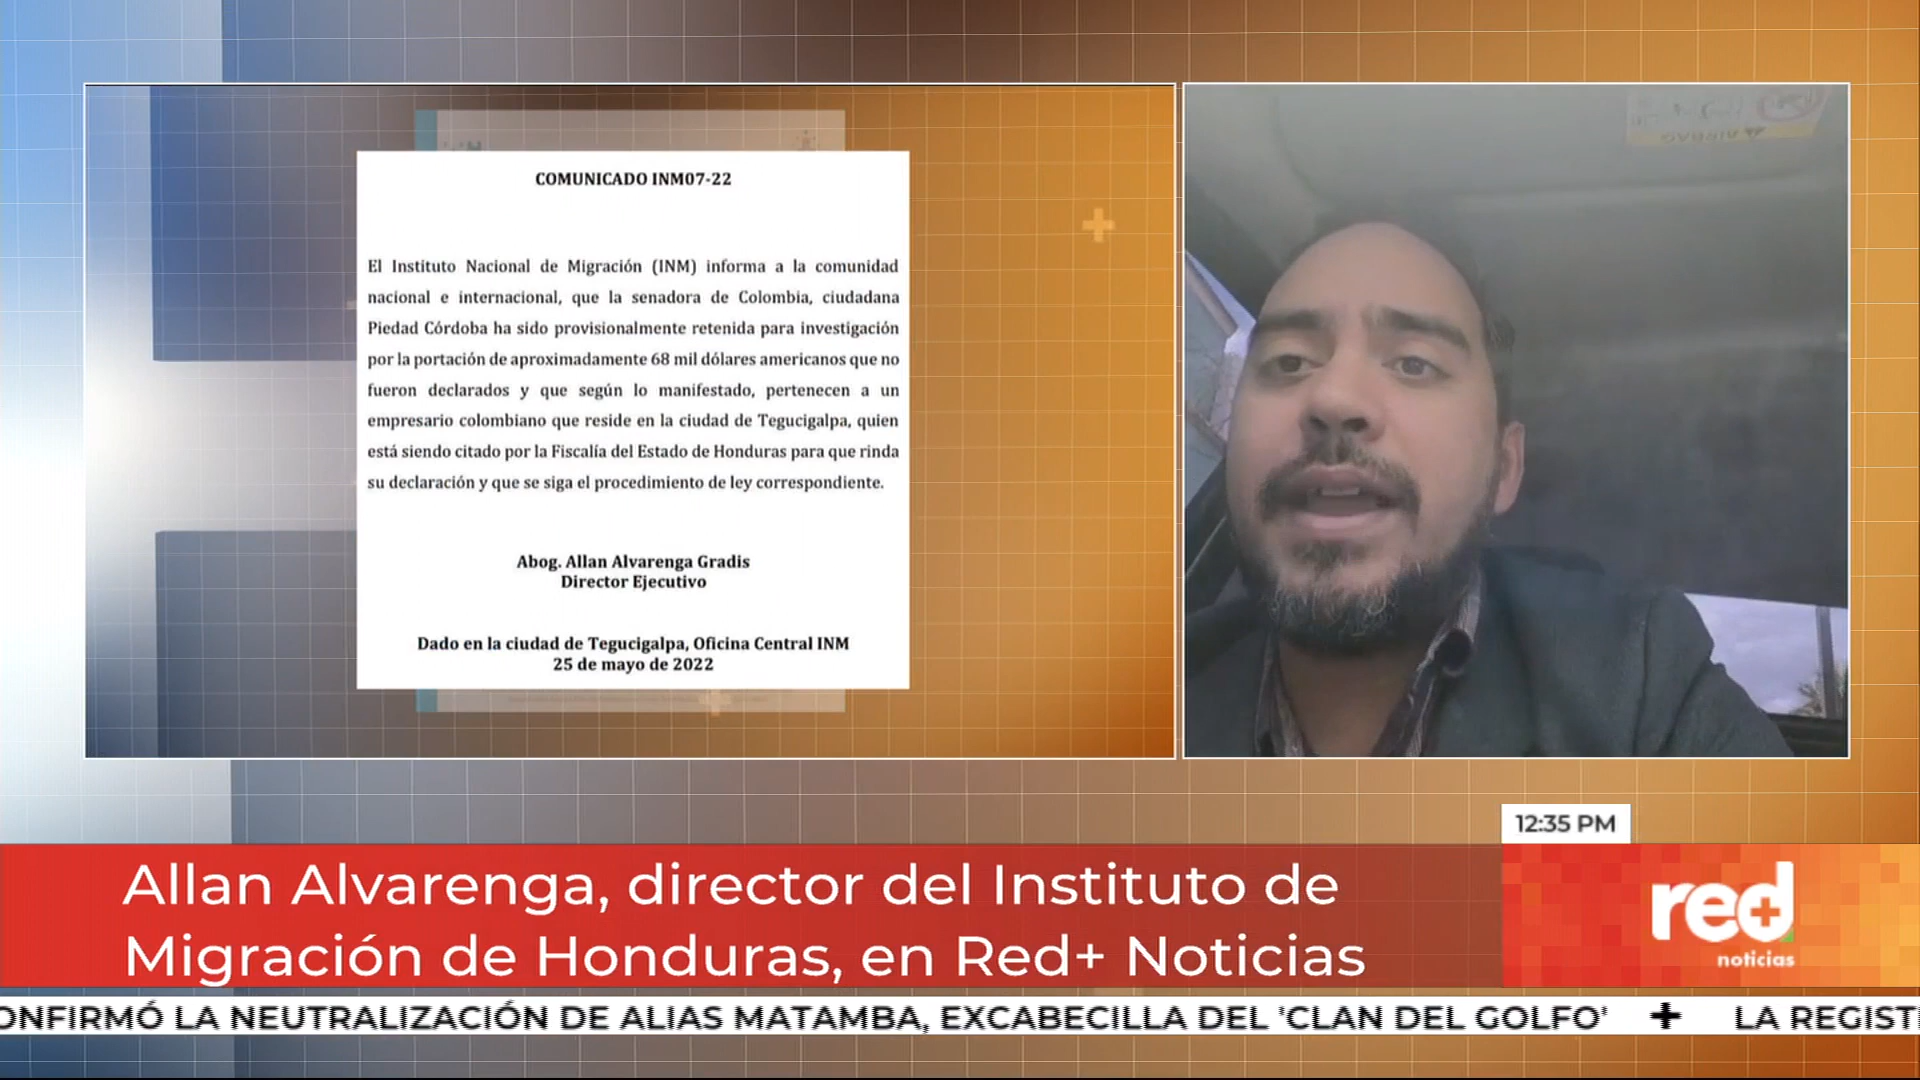 COMUNICADO INM07-22
El Instituto Nacional de Migración (INM) informa a la comunidad
nacional e internacional, que la senadora de Colombia, ciudadana
Piedad Córdoba ha sido provisionalmente retenida para investigación
por la portación de aproximadamente 68 mil dólares americanos que no
fueron declarados y que según lo manifestado, pertenecen a un
empresario colombiano que reside en la ciudad de Tegucigalpa, quien
está siendo citado por la Fiscalía del Estado de Honduras para que rinda
su declaración y que se siga el procedimiento de ley correspondiente.
Abog. Allan Alvarenga Gradis
Director Ejecutivo
Dado en la ciudad de Tegucigalpa, Oficina Central INM
25 de mayo de 2022
12:35 PM
Allan Alvarenga, director del Instituto de
Migración de Honduras, en Red+ Noticias
red+
noticias
ONFIRMÓ LA NEUTRALIZACIÓN DE ALIAS MATAMBA, EXCABECILLA DEL 'CLAN DEL GOLFO' + LA REGIST